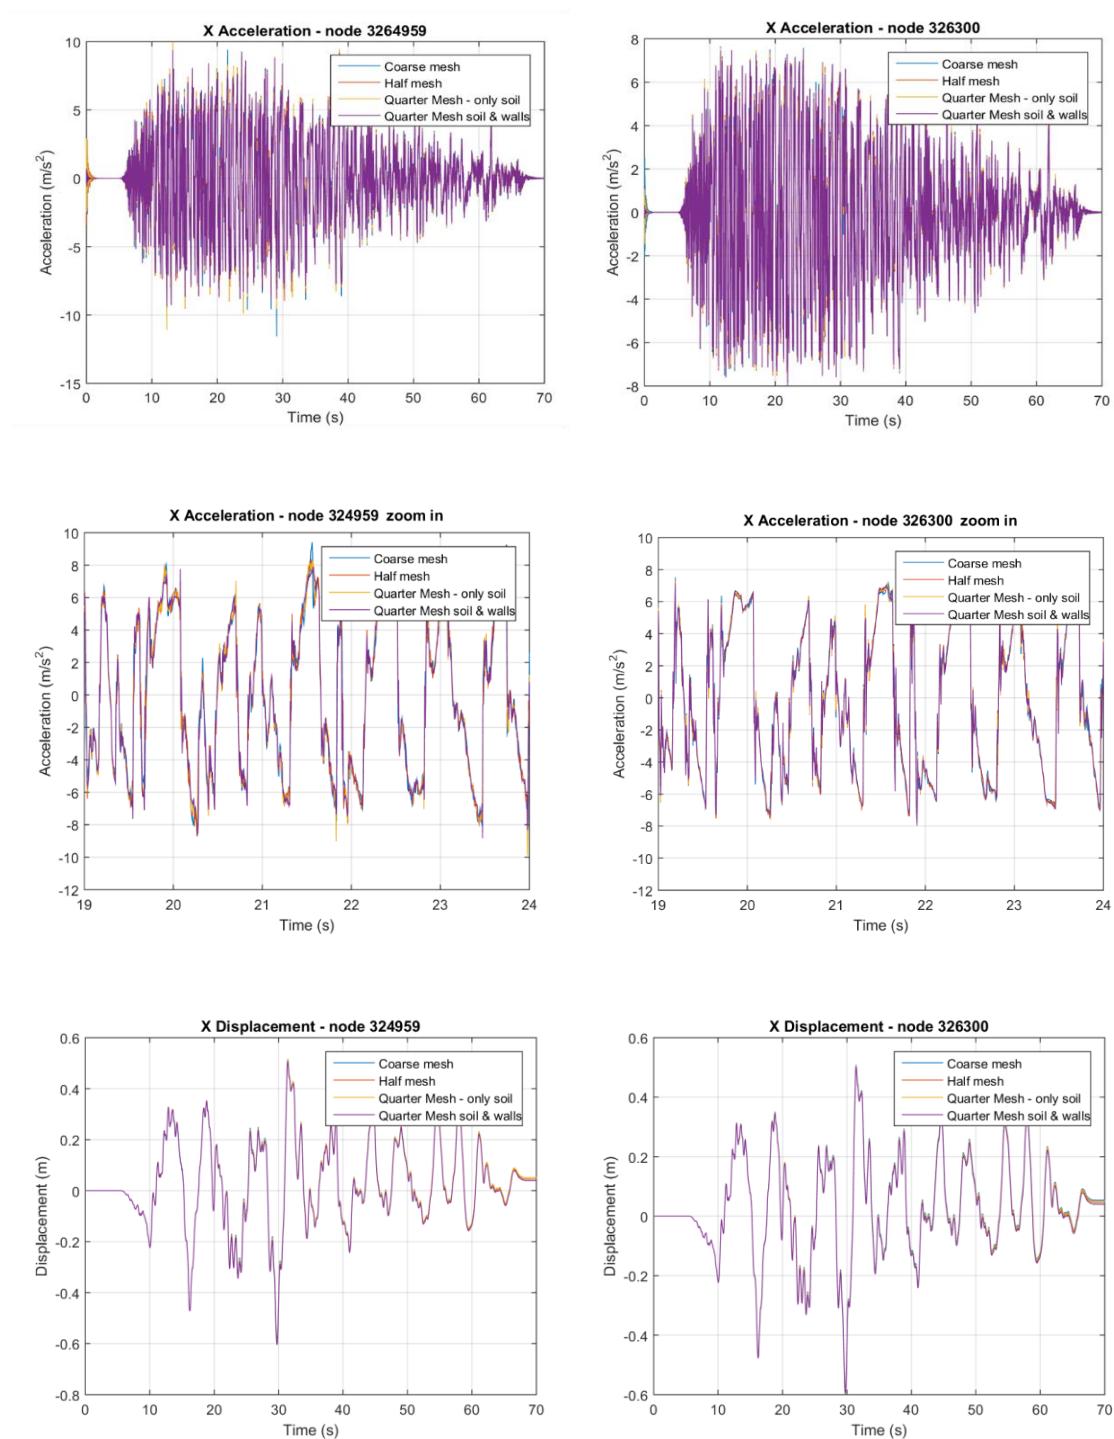 X Acceleration - node 3264959
Coarse mesh
Half mesh
Quarter Mesh - only soil
Quarter Mesh soil & walls
10
5
0
-5
-10
-15
Acceleration (m/s²)
0 10 20 30 40 50 60 70
Time (s)
X Acceleration - node 326300
Coarse mesh
Half mesh
Quarter Mesh - only soil
Quarter Mesh soil & walls
8
6
4
2
0
-2
-4
-6
-8
Acceleration (m/s²)
0 10 20 30 40 50 60 70
Time (s)
X Acceleration - node 324959 zoom in
Coarse mesh
Half mesh
Quarter Mesh - only soil
Quarter Mesh soil & walls
10
8
6
4
2
0
-2
-4
-6
-8
-10
-12
Acceleration (m/s²)
19 20 21 22 23 24
Time (s)
X Acceleration - node 326300 zoom in
Coarse mesh
Half mesh
Quarter Mesh - only soil
Quarter Mesh soil & walls
10
8
6
4
2
0
-2
-4
-6
-8
-10
-12
Acceleration (m/s²)
19 20 21 22 23 24
Time (s)
X Displacement - node 324959
Coarse mesh
Half mesh
Quarter Mesh - only soil
Quarter Mesh soil & walls
0.6
0.4
0.2
0
-0.2
-0.4
-0.6
-0.8
Displacement (m)
0 10 20 30 40 50 60 70
Time (s)
X Displacement - node 326300
Coarse mesh
Half mesh
Quarter Mesh - only soil
Quarter Mesh soil & walls
0.6
0.4
0.2
0
-0.2
-0.4
-0.6
Displacement (m)
0 10 20 30 40 50 60 70
Time (s)